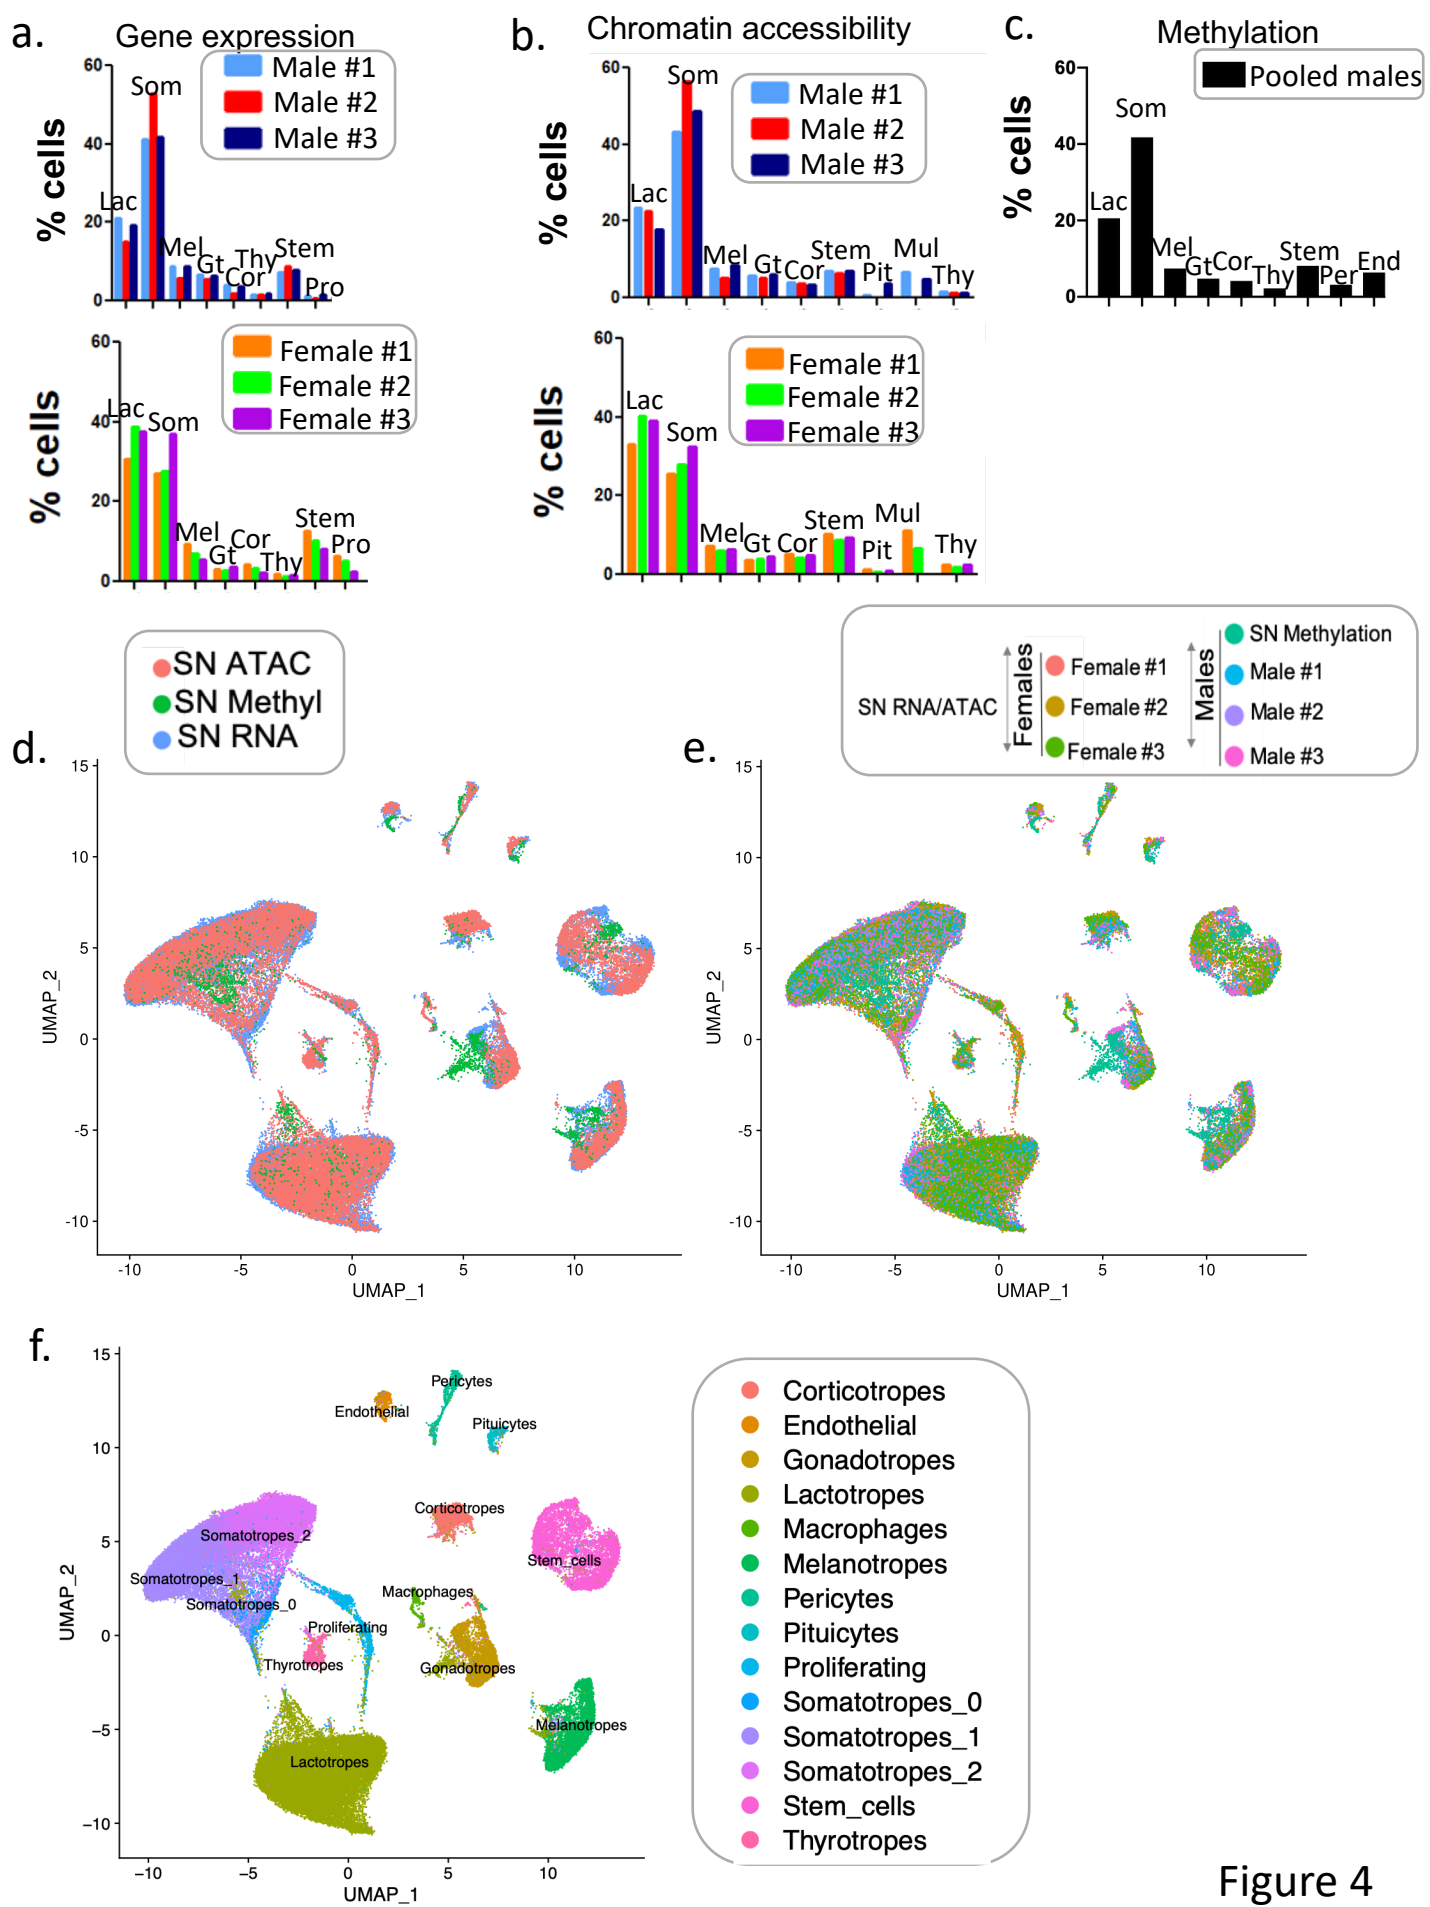 a.
Gene expression
60
40
20
0
% cells
Male #1
Male #2
Male #3
Lac
Som
Mel
Gt
Cor
Thy
Stem
Pro
60
40
20
0
% cells
Female #1
Female #2
Female #3
Lac
Som
Mel
Gt
Cor
Thy
Stem
Pro
b.
Chromatin accessibility
60
40
20
0
% cells
Male #1
Male #2
Male #3
Lac
Som
Mel
Gt
Cor
Stem
Pit
Mul
Thy
60
40
20
0
% cells
Female #1
Female #2
Female #3
Lac
Som
Mel
Gt
Cor
Stem
Pit
Mul
Thy
c.
Methylation
60
40
20
0
% cells
Pooled males
Lac
Som
Mel
Gt
Cor
Thy
Stem
Per
End
SN ATAC
SN Methyl
SN RNA
d.
15
10
5
0
-5
-10
UMAP_2
-10 -5 0 5 10
UMAP_1
SN RNA/ATAC
Females
Female #1
Female #2
Female #3
Males
SN Methylation
Male #1
Male #2
Male #3
e.
15
10
5
0
-5
-10
UMAP_2
-10 -5 0 5 10
UMAP_1
f.
15
10
5
0
−5
−10
UMAP_2
−10 −5 0 5 10
UMAP_1
Pericytes
Endothelial
Pituicytes
Corticotropes
Somatotropes_2
Stem_cells
Somatotropes_1
Macrophages
Somatotropes_0
Proliferating
Thyrotropes
Gonadotropes
Melanotropes
Lactotropes
Corticotropes
Endothelial
Gonadotropes
Lactotropes
Macrophages
Melanotropes
Pericytes
Pituicytes
Proliferating
Somatotropes_0
Somatotropes_1
Somatotropes_2
Stem_cells
Thyrotropes
Figure 4